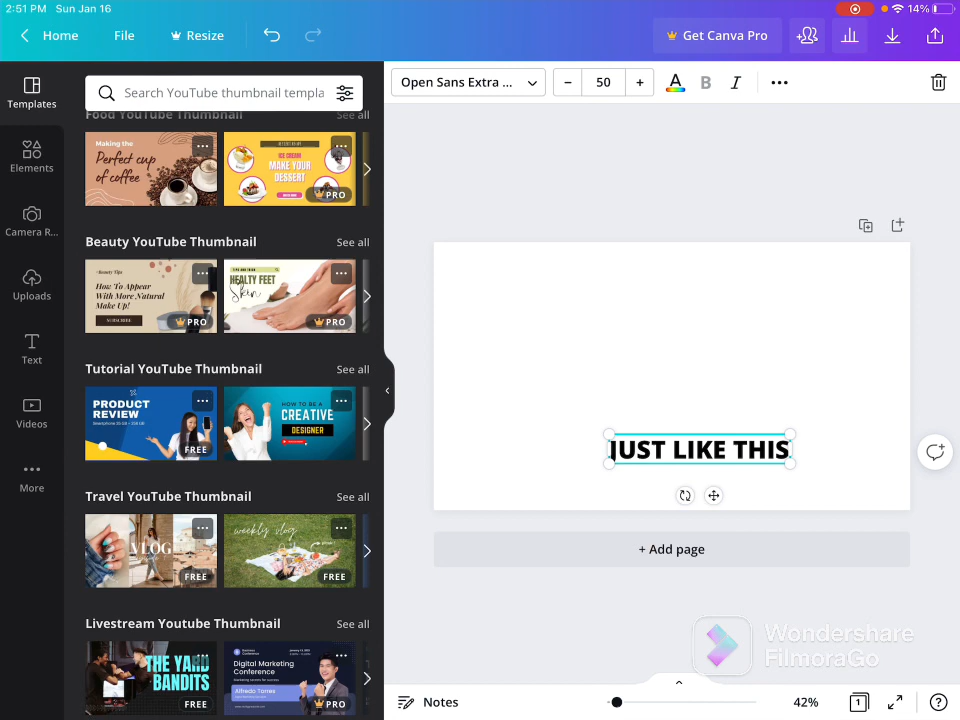 2:51 PM Sun Jan 16
14%
Home
File
Resize
Get Canva Pro
Templates
Elements
Camera R...
Uploads
Text
Videos
More
Search YouTube thumbnail templa
Food YouTube Thumbnail
See all
Making the
Perfect cup
of coffee
ICE CREAM
MAKE YOUR
DESSERT
PRO
Beauty YouTube Thumbnail
See all
Beauty Tips
How To Appear
With More Natural
Make Up!
SUBSCRIBE
PRO
HEALTY FEET
Skin
PRO
Tutorial YouTube Thumbnail
See all
PRODUCT
REVIEW
FREE
HOW TO BE A
CREATIVE
DESIGNER
Travel YouTube Thumbnail
See all
VLOG
FREE
weekly vlog
FREE
Livestream Youtube Thumbnail
See all
THE YARD
BANDITS
FREE
Digital Marketing
Conference
Alfredo Torres
PRO
Open Sans Extra ...
50
A
B
I
JUST LIKE THIS
+ Add page
Wondershare
FilmoraGo
Notes
42%
1